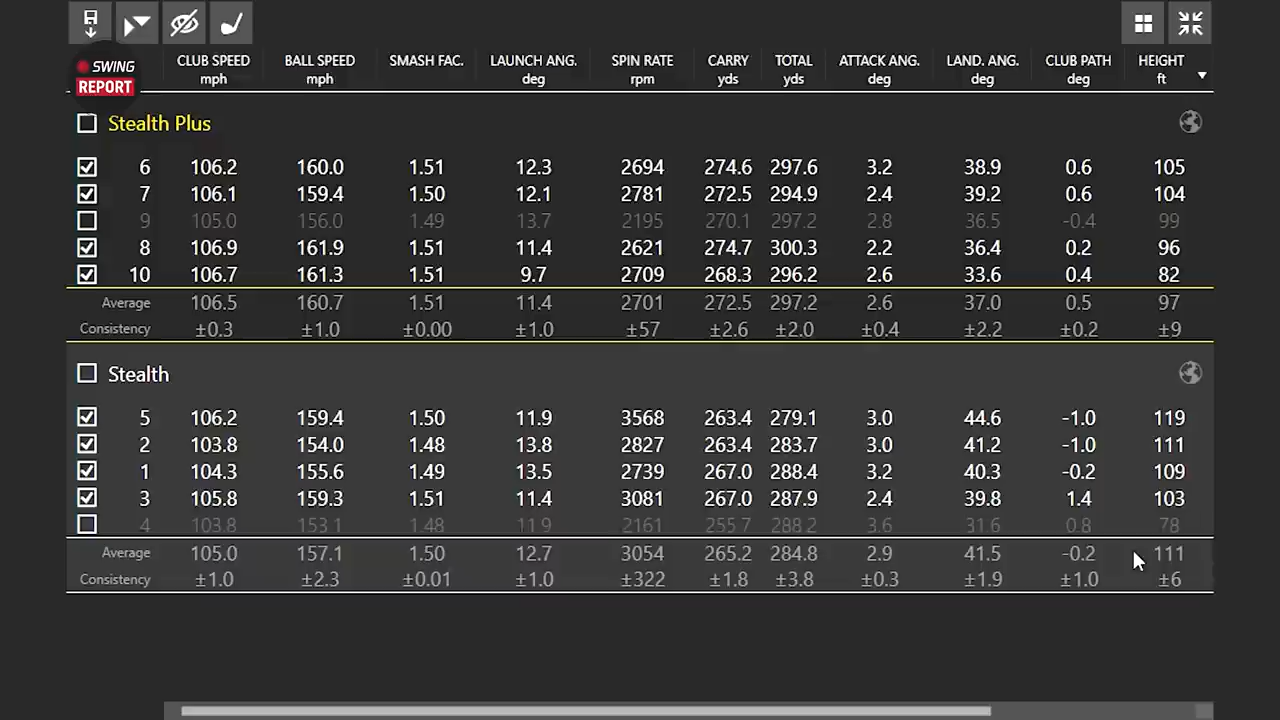 SWING
REPORT
CLUB SPEED mph BALL SPEED mph SMASH FAC. LAUNCH ANG. deg SPIN RATE rpm CARRY yds TOTAL yds ATTACK ANG. deg LAND. ANG. deg CLUB PATH deg HEIGHT ft
Stealth Plus
6 106.2 160.0 1.51 12.3 2694 274.6 297.6 3.2 38.9 0.6 105
7 106.1 159.4 1.50 12.1 2781 272.5 294.9 2.4 39.2 0.6 104
9 105.0 156.0 1.49 13.7 2195 270.1 297.2 2.8 36.5 -0.4 99
8 106.9 161.9 1.51 11.4 2621 274.7 300.3 2.2 36.4 0.2 96
10 106.7 161.3 1.51 9.7 2709 268.3 296.2 2.6 33.6 0.4 82
Average 106.5 160.7 1.51 11.4 2701 272.5 297.2 2.6 37.0 0.5 97
Consistency ±0.3 ±1.0 ±0.00 ±1.0 ±57 ±2.6 ±2.0 ±0.4 ±2.2 ±0.2 ±9
Stealth
5 106.2 159.4 1.50 11.9 3568 263.4 279.1 3.0 44.6 -1.0 119
2 103.8 154.0 1.48 13.8 2827 263.4 283.7 3.0 41.2 -1.0 111
1 104.3 155.6 1.49 13.5 2739 267.0 288.4 3.2 40.3 -0.2 109
3 105.8 159.3 1.51 11.4 3081 267.0 287.9 2.4 39.8 1.4 103
4 103.8 153.1 1.48 11.9 2161 255.7 288.2 3.6 31.6 0.8 78
Average 105.0 157.1 1.50 12.7 3054 265.2 284.8 2.9 41.5 -0.2 111
Consistency ±1.0 ±2.3 ±0.01 ±1.0 ±322 ±1.8 ±3.8 ±0.3 ±1.9 ±1.0 ±6